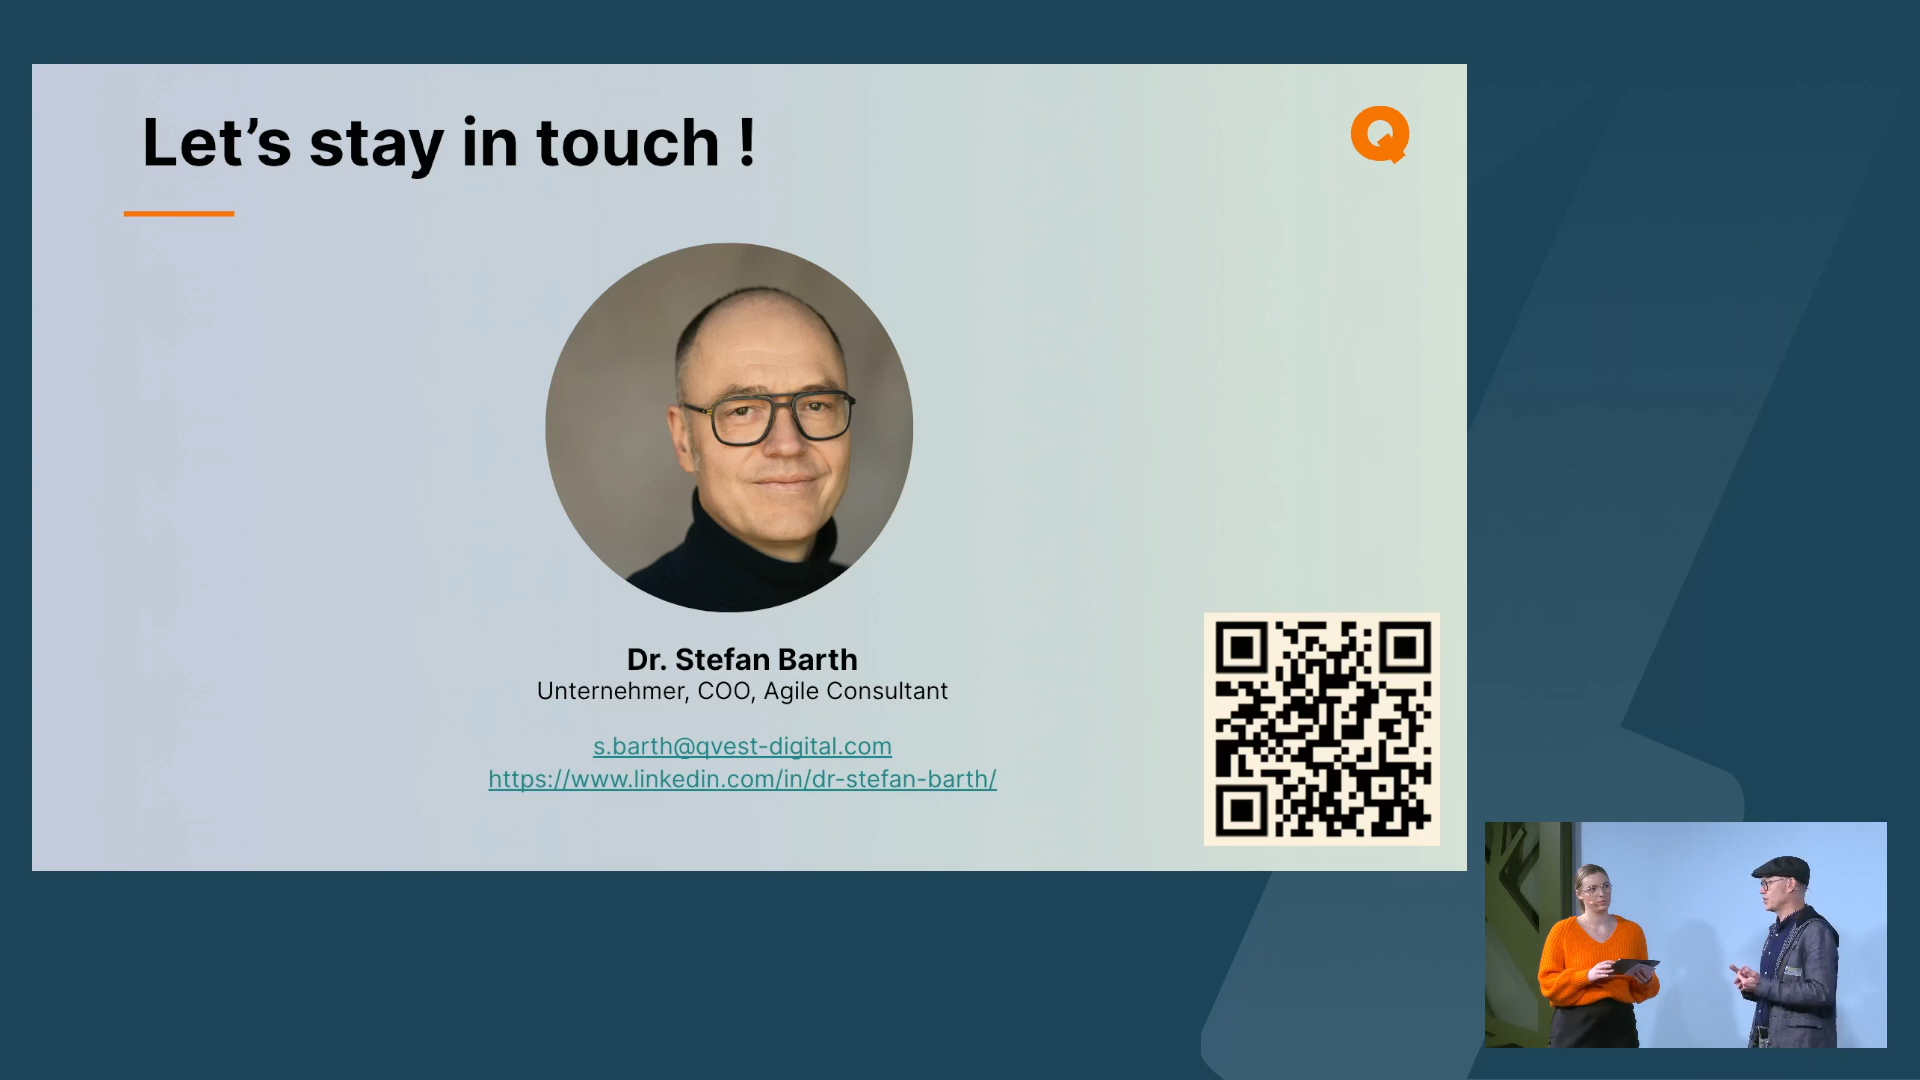 Let’s stay in touch !
Q
Dr. Stefan Barth
Unternehmer, COO, Agile Consultant
s.barth@qvest-digital.com
https://www.linkedin.com/in/dr-stefan-barth/